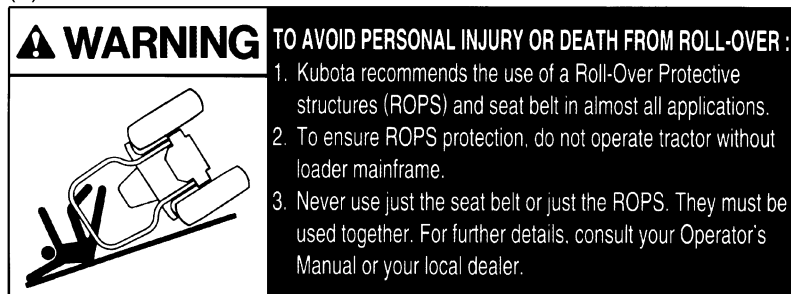 WARNING
TO AVOID PERSONAL INJURY OR DEATH FROM ROLL-OVER :
1. Kubota recommends the use of a Roll-Over Protective
structures (ROPS) and seat belt in almost all applications.
2. To ensure ROPS protection, do not operate tractor without
loader mainframe.
3. Never use just the seat belt or just the ROPS. They must be
used together. For further details, consult your Operator's
Manual or your local dealer.